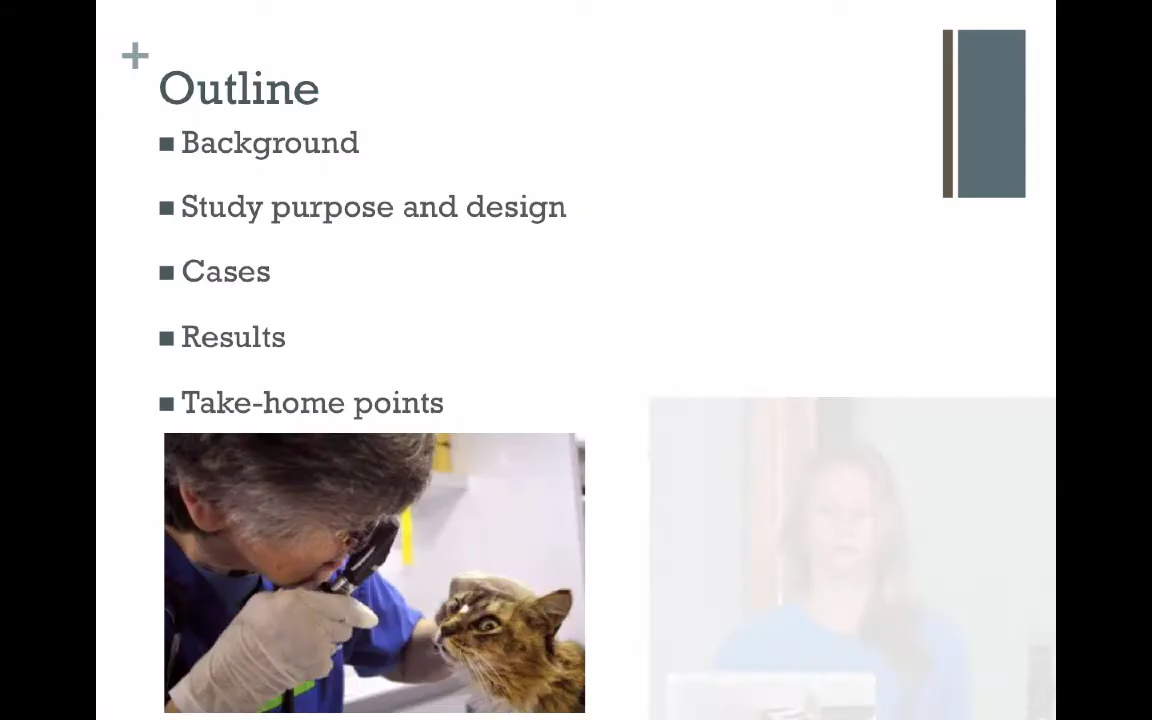 +
Outline
■ Background
■ Study purpose and design
■ Cases
■ Results
■ Take-home points